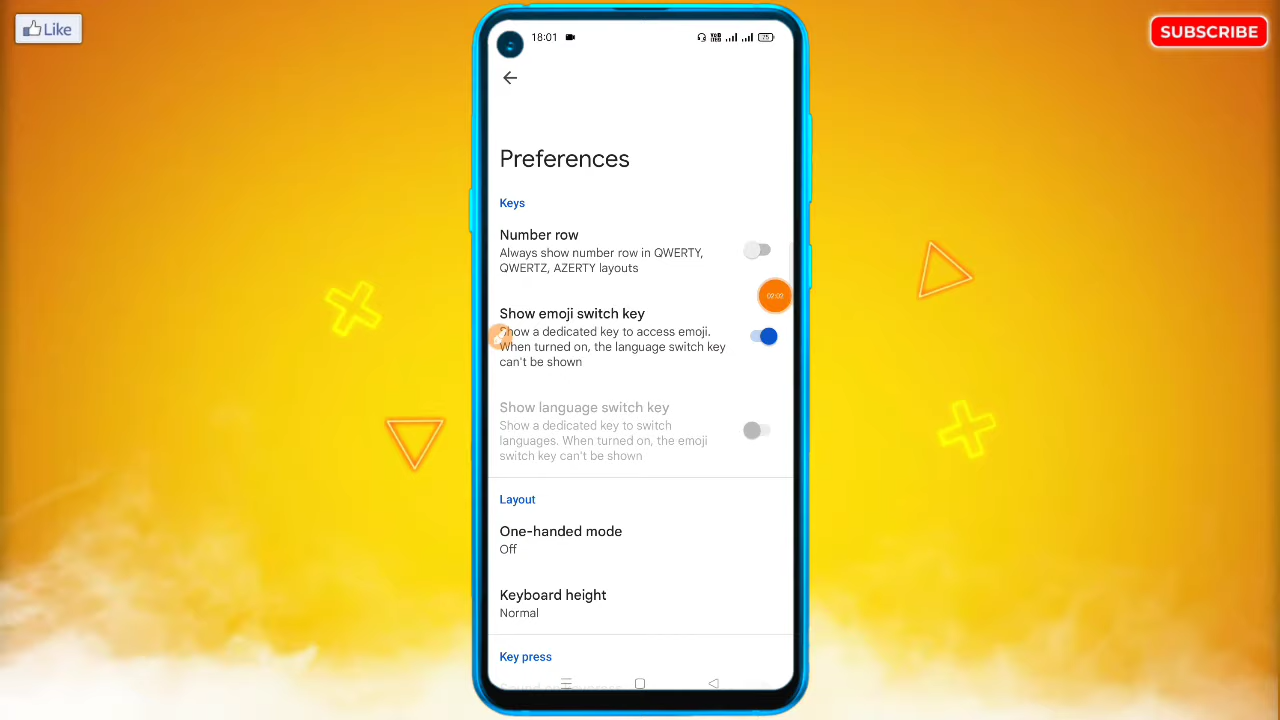 Like
SUBSCRIBE
18:01
75
Preferences
Keys
Number row
Always show number row in QWERTY,
QWERTZ, AZERTY layouts
Show emoji switch key
Show a dedicated key to access emoji.
When turned on, the language switch key
can't be shown
Show language switch key
Show a dedicated key to switch
languages. When turned on, the emoji
switch key can't be shown
Layout
One-handed mode
Off
Keyboard height
Normal
Key press